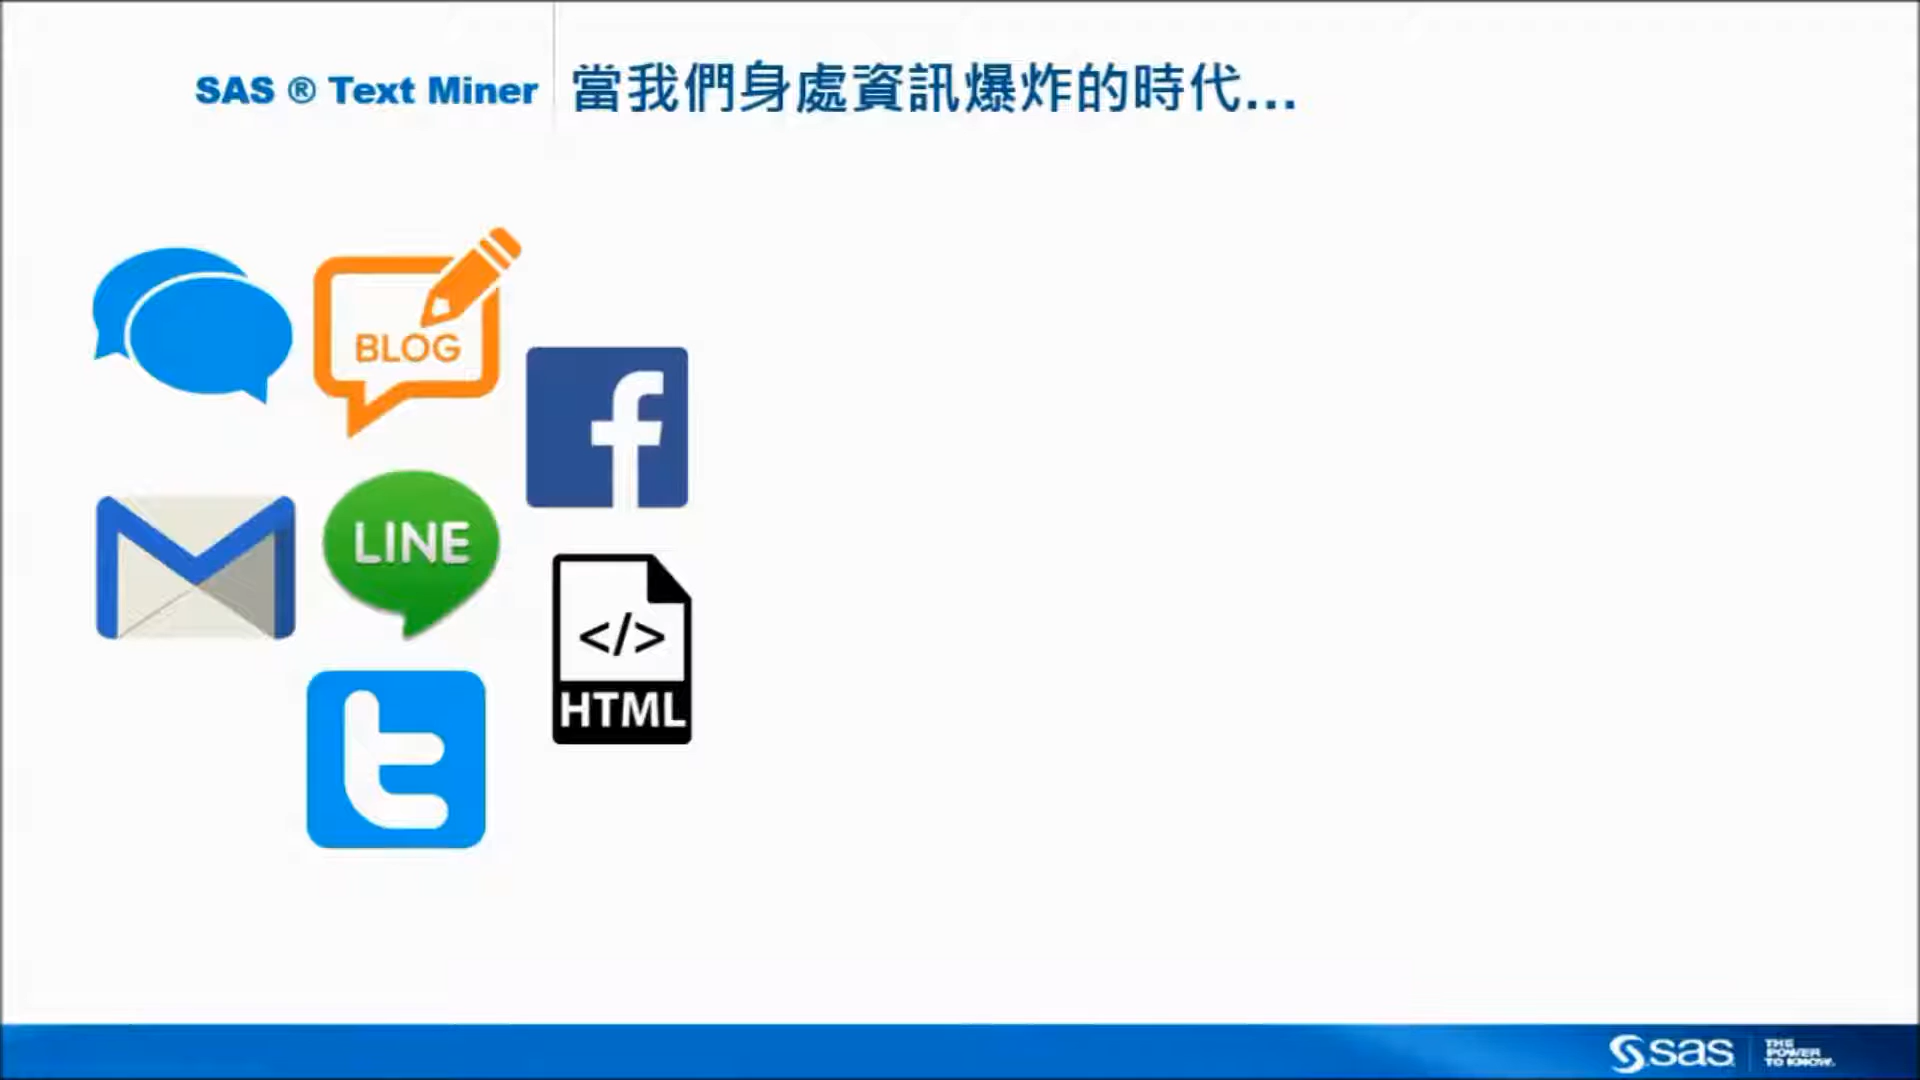 SAS ® Text Miner
當我們身處資訊爆炸的時代...
BLOG
LINE
</>
HTML
sas
THE
POWER
TO KNOW.